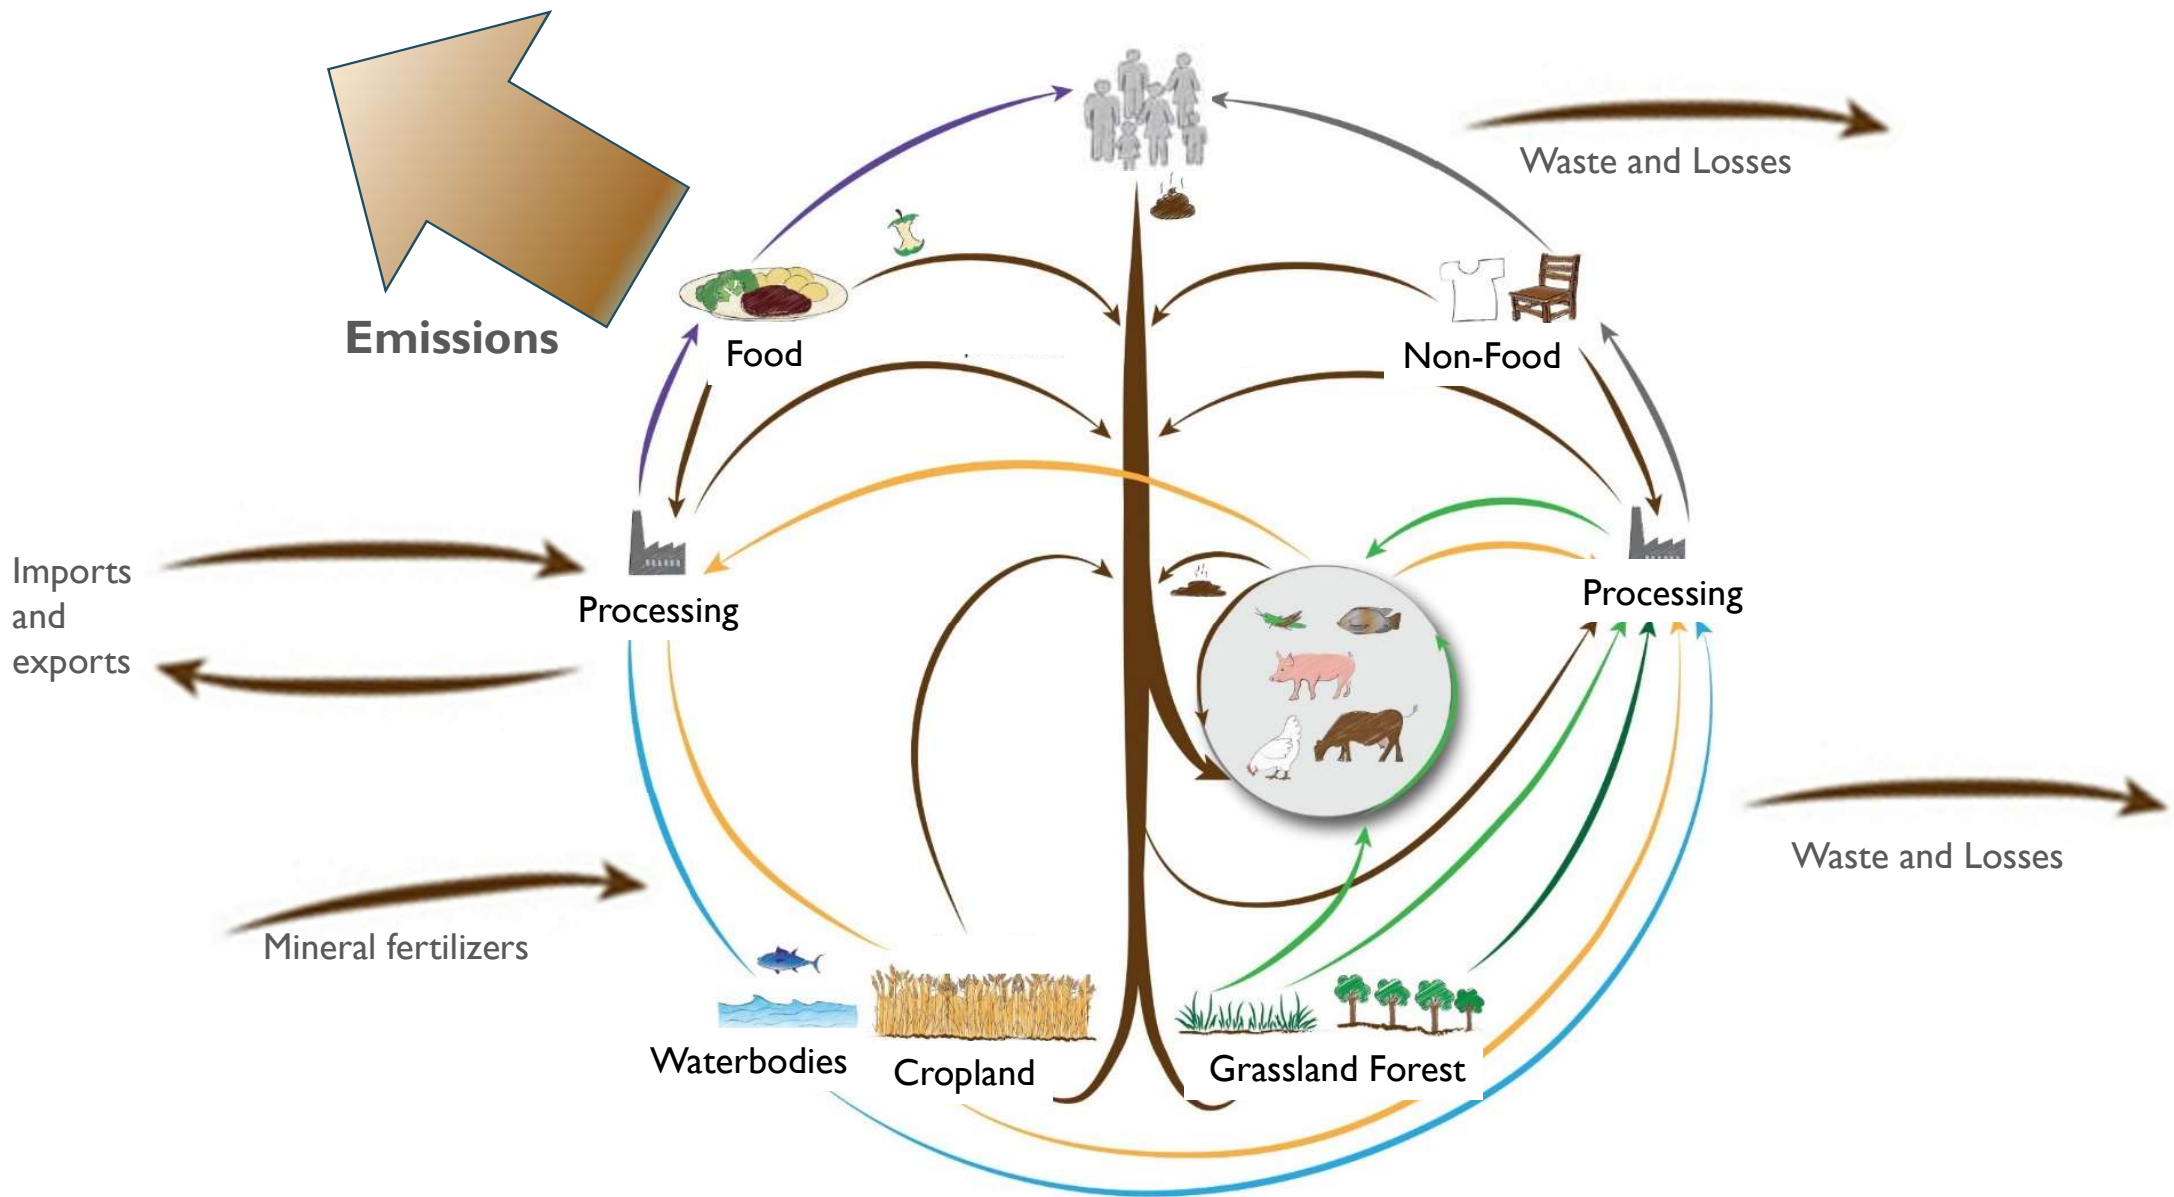 Waste and Losses
Emissions
Food
Non-Food
Imports
and
exports
Processing
Processing
Waste and Losses
Mineral fertilizers
Waterbodies
Cropland
Grassland Forest